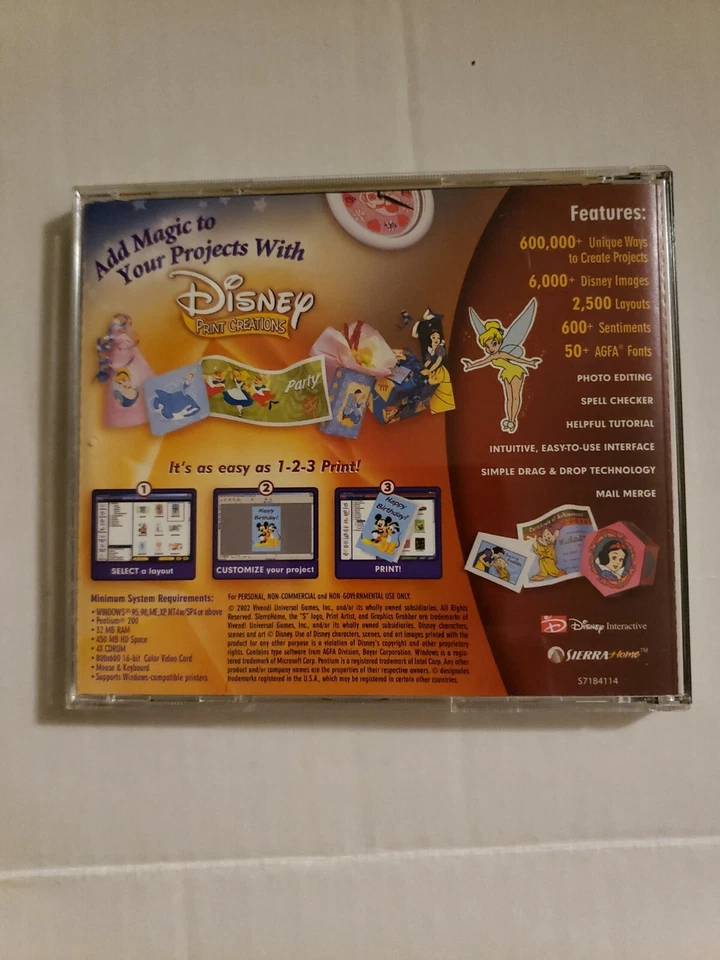 Add Magic to
Your Projects With
Disney
PRINT CREATIONS
Party
It's as easy as 1-2-3 Print!
1
2
3
Happy
Birthday!
Happy
Birthday!
SELECT a layout
CUSTOMIZE your project
PRINT!
Minimum System Requirements:
• WINDOWS® 95, 98, ME, XP, NT4 w/SP4 or above
• Pentium® 200
• 32 MB RAM
• 450 MB HD Space
• 4X CDROM
• 800x600 16-bit Color Video Card
• Mouse & Keyboard
• Supports Windows-compatible printers
For PERSONAL, NON-COMMERCIAL and NON-GOVERNMENTAL USE ONLY.
© 2002 Vivendi Universal Games, Inc., and/or its wholly owned subsidiaries. All Rights
Reserved. SierraHome, the "S" logo, Print Artist, and Graphics Grabber are trademarks of
Vivendi Universal Games, Inc., and/or its wholly owned subsidiaries. Disney characters,
scenes and art © Disney Use of Disney characters, scenes, and art images printed with the
product for any other purpose is a violation of Disney's copyright and other proprietary
rights. Contains type software from AGFA Division, Bayer Corporation. Windows is a regis-
tered trademark of Microsoft Corp. Pentium is a registered trademark of Intel Corp. Any other
product and/or company names are the properties of their respective owners. ® designates
trademarks registered in the U.S.A., which may be registered in certain other countries.
Features:
600,000+ Unique Ways
to Create Projects
6,000+ Disney Images
2,500 Layouts
600+ Sentiments
50+ AGFA® Fonts
PHOTO EDITING
SPELL CHECKER
HELPFUL TUTORIAL
INTUITIVE, EASY-TO-USE INTERFACE
SIMPLE DRAG & DROP TECHNOLOGY
MAIL MERGE
Disney Interactive
SIERRA Home™
S7184114